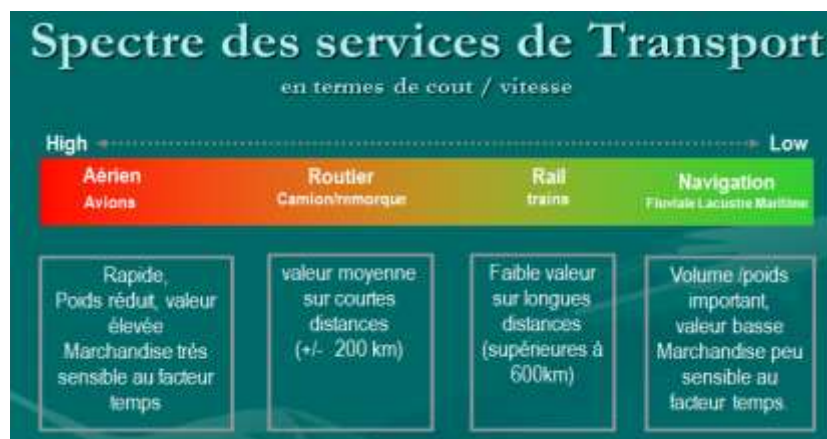 Spectre des services de Transport
en termes de cout / vitesse
High
Low
Aérien
Avions
Routier
Camion/remorque
Rail
trains
Navigation
Fluviale Lacustre Maritime
Rapide,
Poids réduit, valeur
élevée
Marchandise trés
sensible au facteur
temps
valeur moyenne
sur courtes
distances
(+/- 200 km)
Faible valeur
sur longues
distances
(supérieures à
600km)
Volume /poids
important,
valeur basse
Marchandise peu
sensible au
facteur temps.